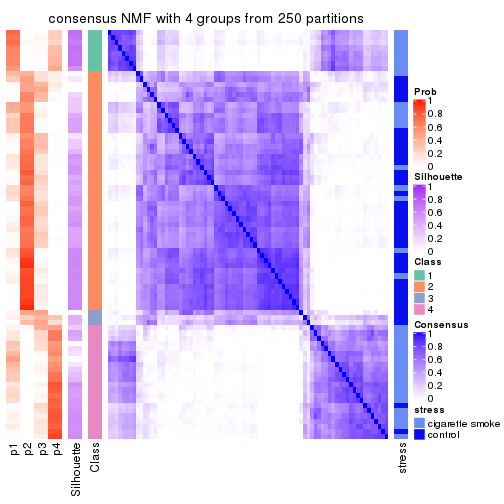 consensus NMF with 4 groups from 250 partitions
Prob
1
0.8
0.6
0.4
0.2
0
Silhouette
1
0.8
0.6
0.4
0.2
0
Class
1
2
3
4
Consensus
1
0.8
0.6
0.4
0.2
0
stress
cigarette smoke
control
p1
p2
p3
p4
Silhouette
Class
stress